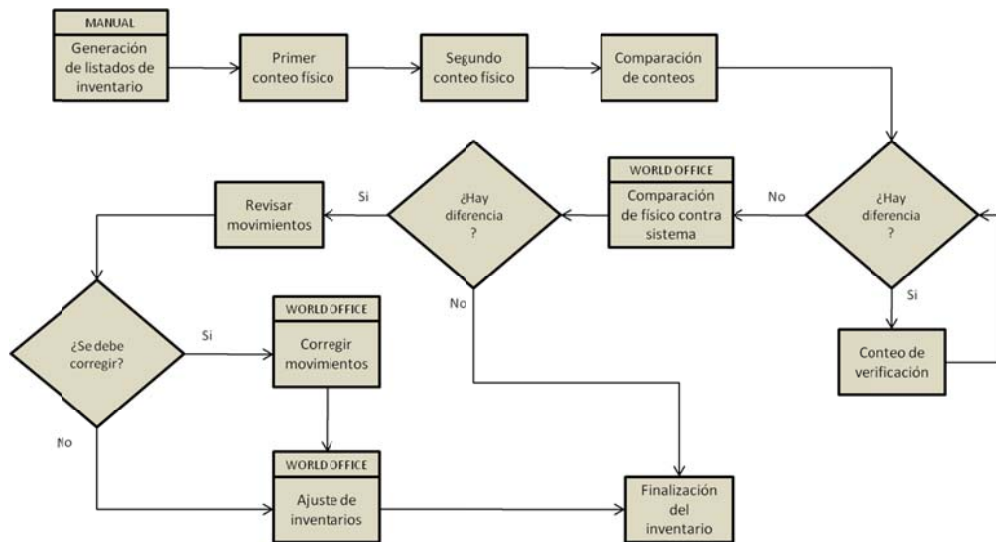 MANUAL
Generación
de listados de
inventario
Primer
conteo físico
Segundo
conteo físico
Comparación
de conteos
¿Hay
diferencia
?
No
WORLD OFFICE
Comparación
de físico contra
sistema
¿Hay
diferencia
?
Si
Revisar
movimientos
Si
Conteo de
verificación
No
¿Se debe
corregir?
Si
WORLD OFFICE
Corregir
movimientos
No
WORLD OFFICE
Ajuste de
inventarios
Finalización
del
inventario